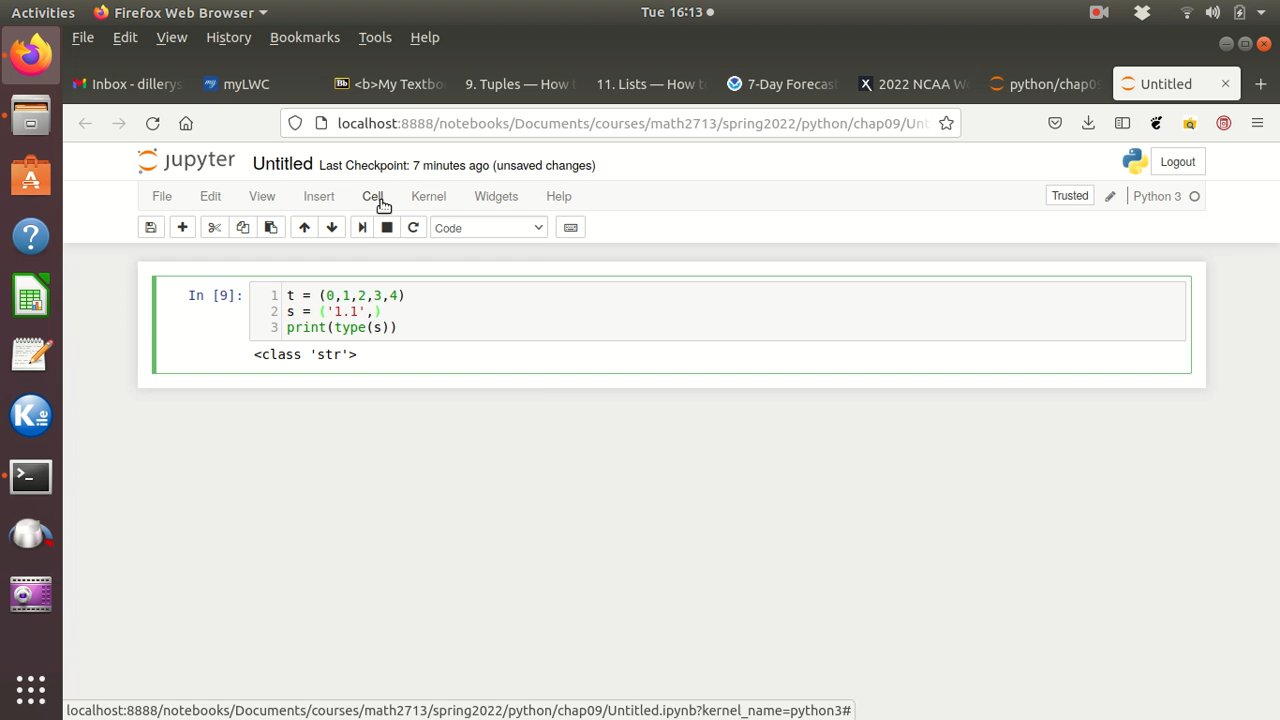 Activities Firefox Web Browser Tue 16:13
File Edit View History Bookmarks Tools Help
Inbox - dillerys myLWC <b>My Textbo 9. Tuples — How t 11. Lists — How to 7-Day Forecast 2022 NCAA Wo python/chap09/ Untitled
localhost:8888/notebooks/Documents/courses/math2713/spring2022/python/chap09/Unt
jupyter Untitled Last Checkpoint: 7 minutes ago (unsaved changes) Logout
File Edit View Insert Cell Kernel Widgets Help Trusted Python 3
Code
In [9]: 1 t = (0,1,2,3,4)
2 s = ('1.1',)
3 print(type(s))
<class 'str'>
localhost:8888/notebooks/Documents/courses/math2713/spring2022/python/chap09/Untitled.ipynb?kernel_name=python3#